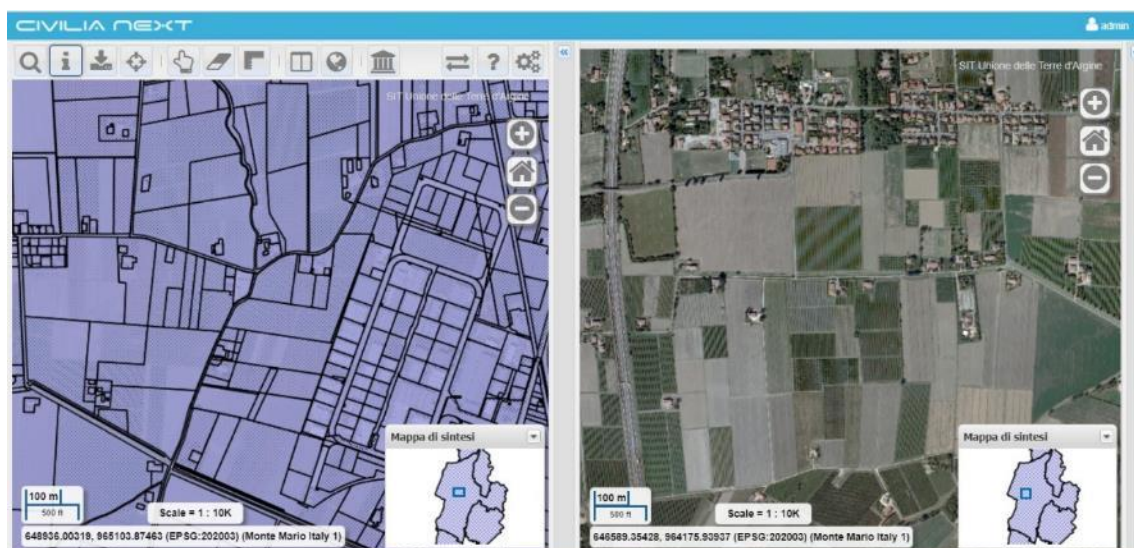 CIVILIA NEXT
admin
SIT Unione delle Terre d'Argine
Mappa di sintesi
100 m
500 ft
Scale = 1 : 10K
648936.00319, 965103.87463 (EPSG:202003) (Monte Mario Italy 1)
SIT Unione delle Terre d'Argine
Mappa di sintesi
100 m
500 ft
Scale = 1 : 10K
646589.35428, 964175.93937 (EPSG:202003) (Monte Mario Italy 1)